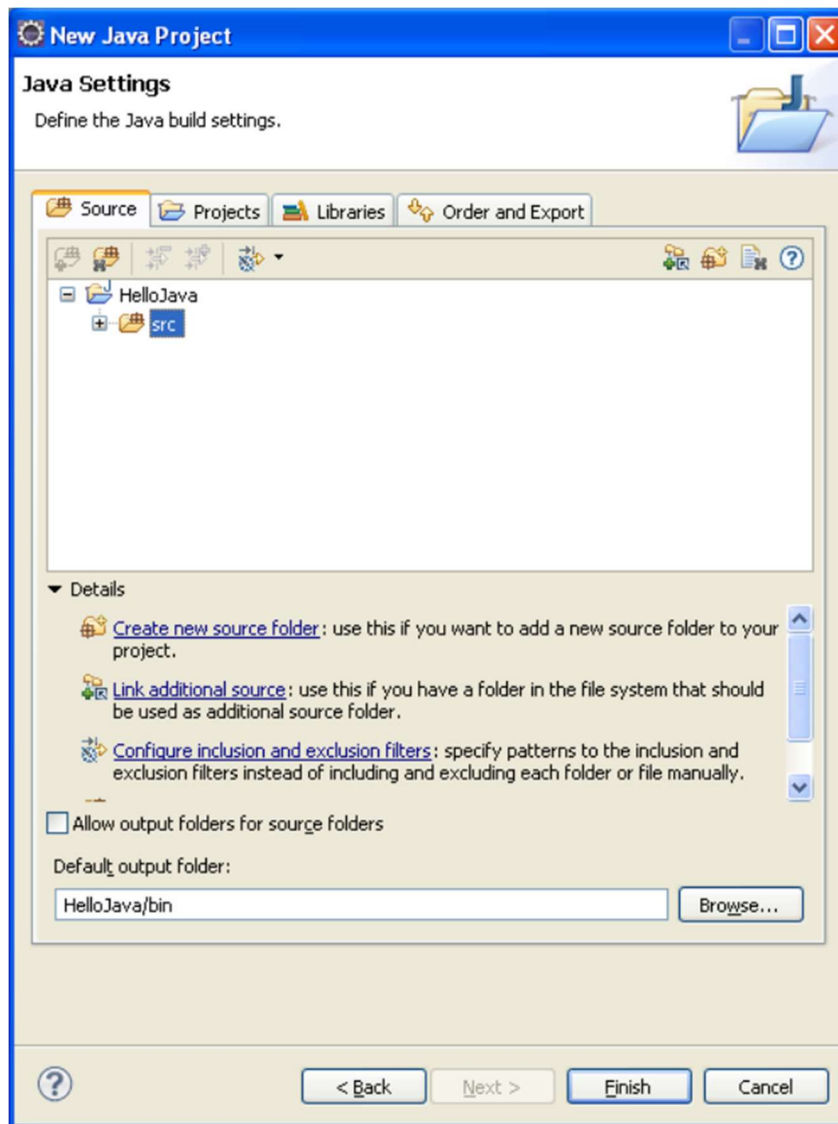 New Java Project
Java Settings
Define the Java build settings.
Source Projects Libraries Order and Export
HelloJava
src
Details
Create new source folder: use this if you want to add a new source folder to your
project.
Link additional source: use this if you have a folder in the file system that should
be used as additional source folder.
Configure inclusion and exclusion filters: specify patterns to the inclusion and
exclusion filters instead of including and excluding each folder or file manually.
Allow output folders for source folders
Default output folder:
HelloJava/bin Browse...
< Back Next > Finish Cancel